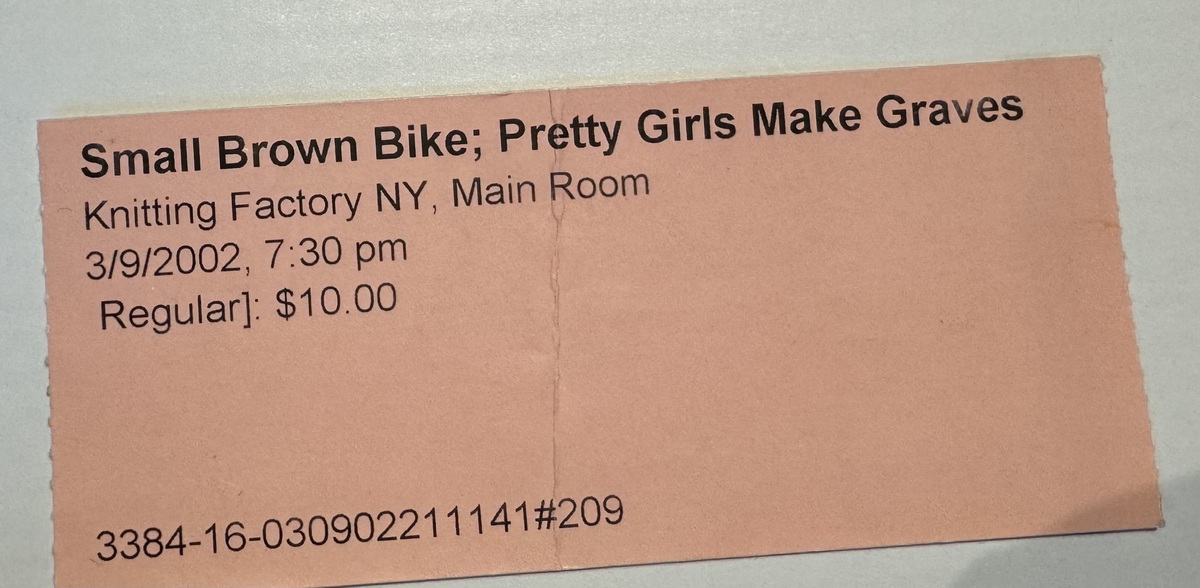 Small Brown Bike; Pretty Girls Make Graves
Knitting Factory NY, Main Room
3/9/2002, 7:30 pm
Regular]: $10.00
3384-16-030902211141#209